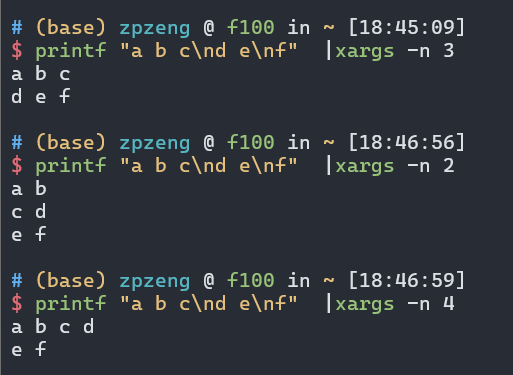 # (base) zpzeng @ f100 in ~ [18:45:09]
$ printf "a b c\nd e\nf"  |xargs -n 3
a b c
d e f
# (base) zpzeng @ f100 in ~ [18:46:56]
$ printf "a b c\nd e\nf"  |xargs -n 2
a b
c d
e f
# (base) zpzeng @ f100 in ~ [18:46:59]
$ printf "a b c\nd e\nf"  |xargs -n 4
a b c d
e f